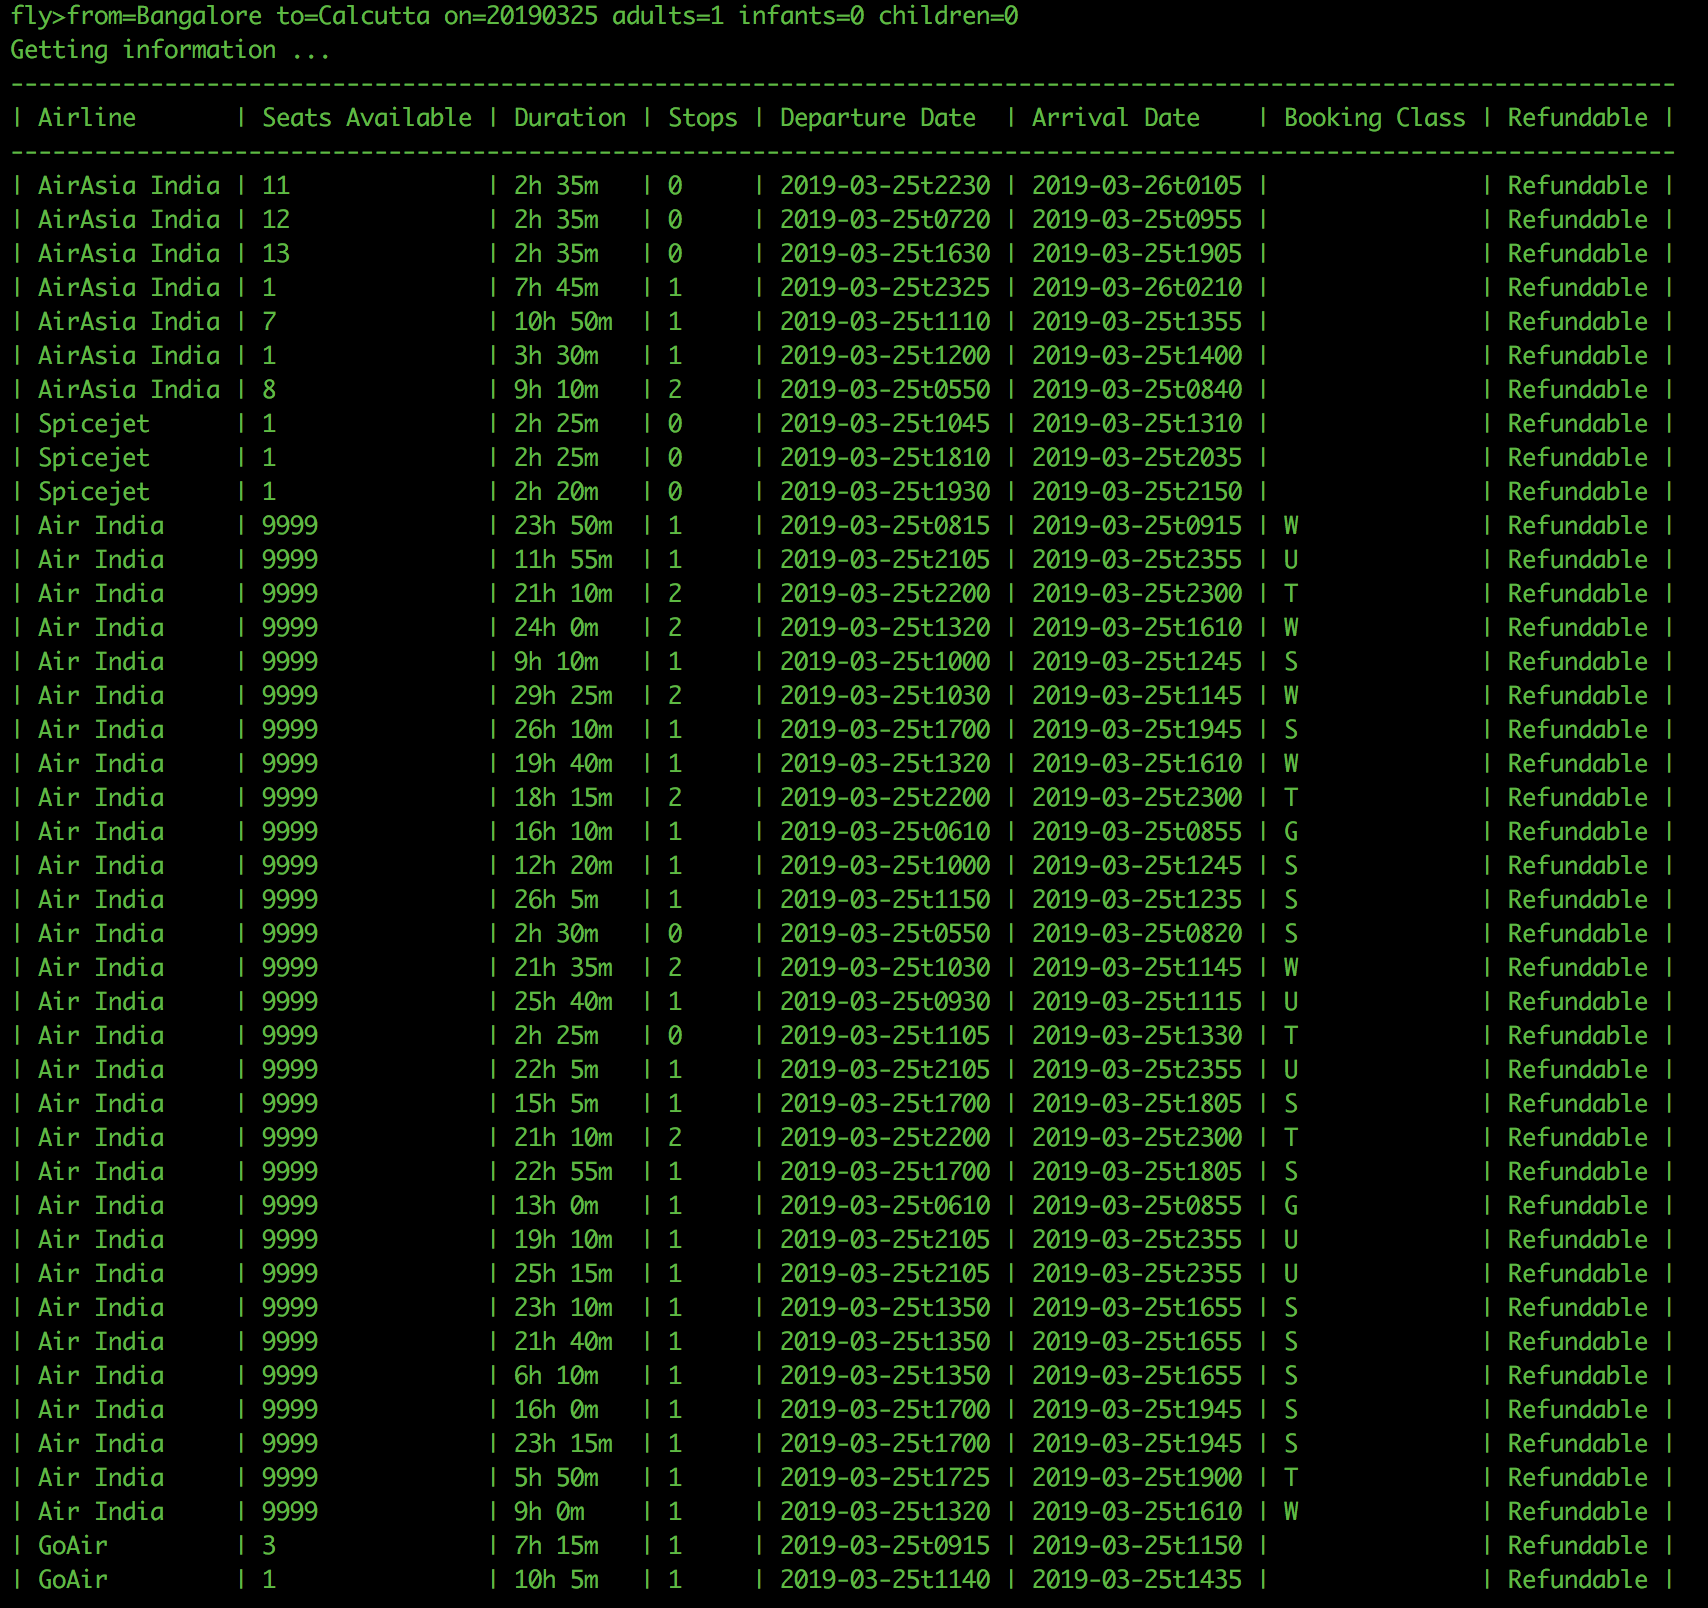 fly>from=Bangalore to=Calcutta on=20190325 adults=1 infants=0 children=0
Getting information ...
-----------------------------------------------------------------------------------------------------------------------
| Airline       | Seats Available | Duration | Stops | Departure Date  | Arrival Date    | Booking Class | Refundable |
-----------------------------------------------------------------------------------------------------------------------
| AirAsia India | 11              | 2h 35m   | 0     | 2019-03-25t2230 | 2019-03-26t0105 |               | Refundable |
| AirAsia India | 12              | 2h 35m   | 0     | 2019-03-25t0720 | 2019-03-25t0955 |               | Refundable |
| AirAsia India | 13              | 2h 35m   | 0     | 2019-03-25t1630 | 2019-03-25t1905 |               | Refundable |
| AirAsia India | 1               | 7h 45m   | 1     | 2019-03-25t2325 | 2019-03-26t0210 |               | Refundable |
| AirAsia India | 7               | 10h 50m  | 1     | 2019-03-25t1110 | 2019-03-25t1355 |               | Refundable |
| AirAsia India | 1               | 3h 30m   | 1     | 2019-03-25t1200 | 2019-03-25t1400 |               | Refundable |
| AirAsia India | 8               | 9h 10m   | 2     | 2019-03-25t0550 | 2019-03-25t0840 |               | Refundable |
| Spicejet      | 1               | 2h 25m   | 0     | 2019-03-25t1045 | 2019-03-25t1310 |               | Refundable |
| Spicejet      | 1               | 2h 25m   | 0     | 2019-03-25t1810 | 2019-03-25t2035 |               | Refundable |
| Spicejet      | 1               | 2h 20m   | 0     | 2019-03-25t1930 | 2019-03-25t2150 |               | Refundable |
| Air India     | 9999            | 23h 50m  | 1     | 2019-03-25t0815 | 2019-03-25t0915 | W             | Refundable |
| Air India     | 9999            | 11h 55m  | 1     | 2019-03-25t2105 | 2019-03-25t2355 | U             | Refundable |
| Air India     | 9999            | 21h 10m  | 2     | 2019-03-25t2200 | 2019-03-25t2300 | T             | Refundable |
| Air India     | 9999            | 24h 0m   | 2     | 2019-03-25t1320 | 2019-03-25t1610 | W             | Refundable |
| Air India     | 9999            | 9h 10m   | 1     | 2019-03-25t1000 | 2019-03-25t1245 | S             | Refundable |
| Air India     | 9999            | 29h 25m  | 2     | 2019-03-25t1030 | 2019-03-25t1145 | W             | Refundable |
| Air India     | 9999            | 26h 10m  | 1     | 2019-03-25t1700 | 2019-03-25t1945 | S             | Refundable |
| Air India     | 9999            | 19h 40m  | 1     | 2019-03-25t1320 | 2019-03-25t1610 | W             | Refundable |
| Air India     | 9999            | 18h 15m  | 2     | 2019-03-25t2200 | 2019-03-25t2300 | T             | Refundable |
| Air India     | 9999            | 16h 10m  | 1     | 2019-03-25t0610 | 2019-03-25t0855 | G             | Refundable |
| Air India     | 9999            | 12h 20m  | 1     | 2019-03-25t1000 | 2019-03-25t1245 | S             | Refundable |
| Air India     | 9999            | 26h 5m   | 1     | 2019-03-25t1150 | 2019-03-25t1235 | S             | Refundable |
| Air India     | 9999            | 2h 30m   | 0     | 2019-03-25t0550 | 2019-03-25t0820 | S             | Refundable |
| Air India     | 9999            | 21h 35m  | 2     | 2019-03-25t1030 | 2019-03-25t1145 | W             | Refundable |
| Air India     | 9999            | 25h 40m  | 1     | 2019-03-25t0930 | 2019-03-25t1115 | U             | Refundable |
| Air India     | 9999            | 2h 25m   | 0     | 2019-03-25t1105 | 2019-03-25t1330 | T             | Refundable |
| Air India     | 9999            | 22h 5m   | 1     | 2019-03-25t2105 | 2019-03-25t2355 | U             | Refundable |
| Air India     | 9999            | 15h 5m   | 1     | 2019-03-25t1700 | 2019-03-25t1805 | S             | Refundable |
| Air India     | 9999            | 21h 10m  | 2     | 2019-03-25t2200 | 2019-03-25t2300 | T             | Refundable |
| Air India     | 9999            | 22h 55m  | 1     | 2019-03-25t1700 | 2019-03-25t1805 | S             | Refundable |
| Air India     | 9999            | 13h 0m   | 1     | 2019-03-25t0610 | 2019-03-25t0855 | G             | Refundable |
| Air India     | 9999            | 19h 10m  | 1     | 2019-03-25t2105 | 2019-03-25t2355 | U             | Refundable |
| Air India     | 9999            | 25h 15m  | 1     | 2019-03-25t2105 | 2019-03-25t2355 | U             | Refundable |
| Air India     | 9999            | 23h 10m  | 1     | 2019-03-25t1350 | 2019-03-25t1655 | S             | Refundable |
| Air India     | 9999            | 21h 40m  | 1     | 2019-03-25t1350 | 2019-03-25t1655 | S             | Refundable |
| Air India     | 9999            | 6h 10m   | 1     | 2019-03-25t1350 | 2019-03-25t1655 | S             | Refundable |
| Air India     | 9999            | 16h 0m   | 1     | 2019-03-25t1700 | 2019-03-25t1945 | S             | Refundable |
| Air India     | 9999            | 23h 15m  | 1     | 2019-03-25t1700 | 2019-03-25t1945 | S             | Refundable |
| Air India     | 9999            | 5h 50m   | 1     | 2019-03-25t1725 | 2019-03-25t1900 | T             | Refundable |
| Air India     | 9999            | 9h 0m    | 1     | 2019-03-25t1320 | 2019-03-25t1610 | W             | Refundable |
| GoAir         | 3               | 7h 15m   | 1     | 2019-03-25t0915 | 2019-03-25t1150 |               | Refundable |
| GoAir         | 1               | 10h 5m   | 1     | 2019-03-25t1140 | 2019-03-25t1435 |               | Refundable |